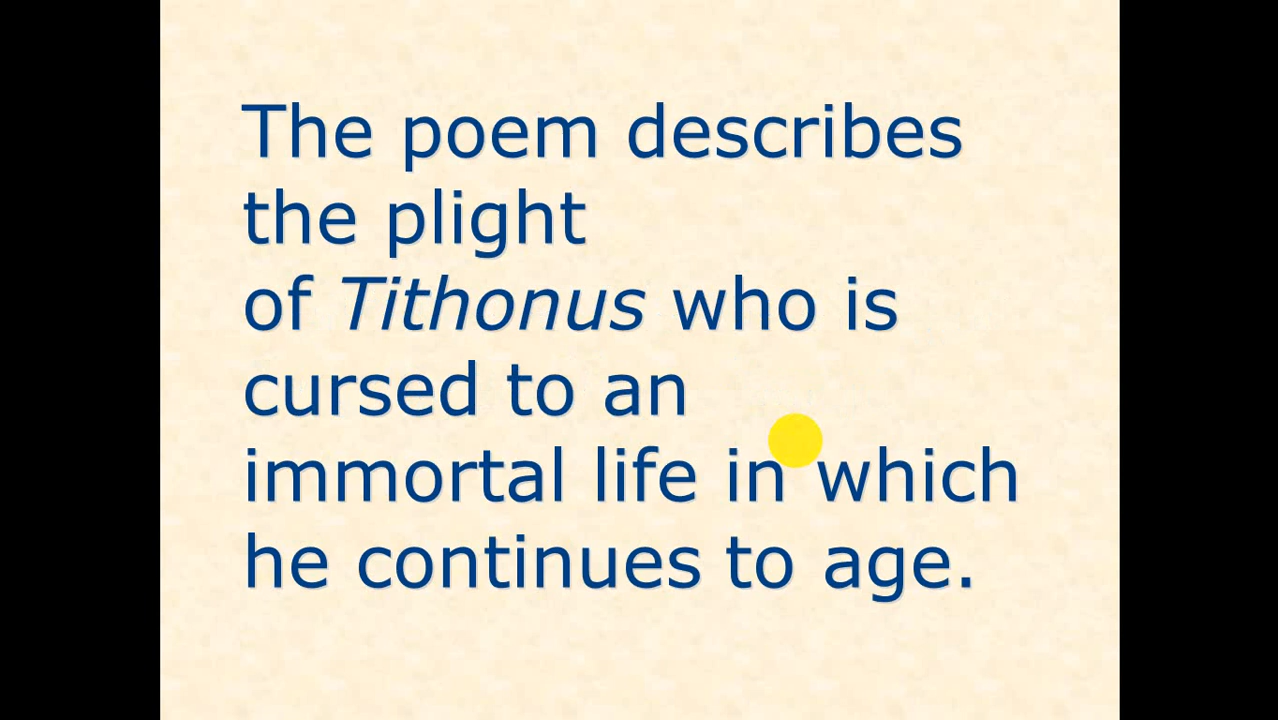 The poem describes
the plight
of Tithonus who is
cursed to an
immortal life in which
he continues to age.